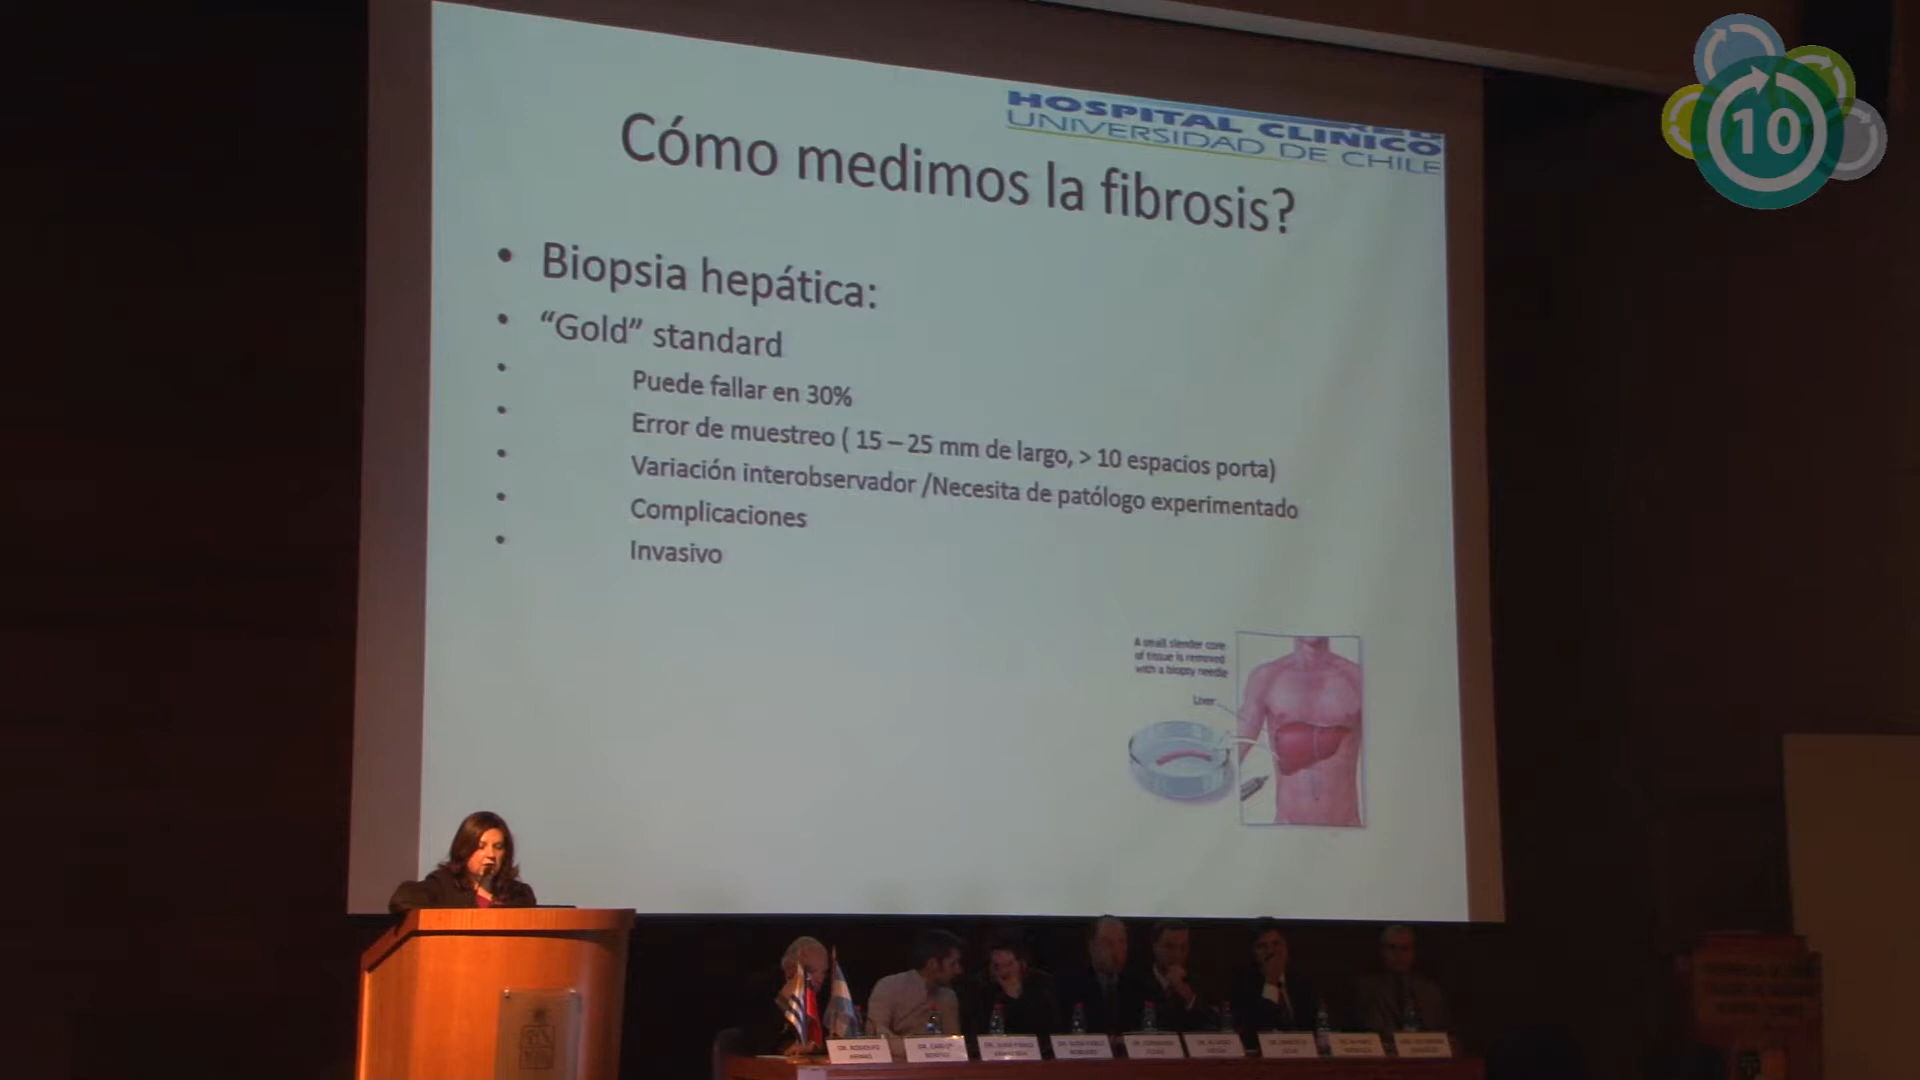 10
HOSPITAL CLINICO
UNIVERSIDAD DE CHILE
Cómo medimos la fibrosis?
• Biopsia hepática:
• “Gold” standard
• Puede fallar en 30%
• Error de muestreo ( 15 – 25 mm de largo, > 10 espacios porta)
• Variación interobservador /Necesita de patólogo experimentado
• Complicaciones
• Invasivo
A small slender core
of tissue is removed
with a biopsy needle
Liver
DR. RODOLFO